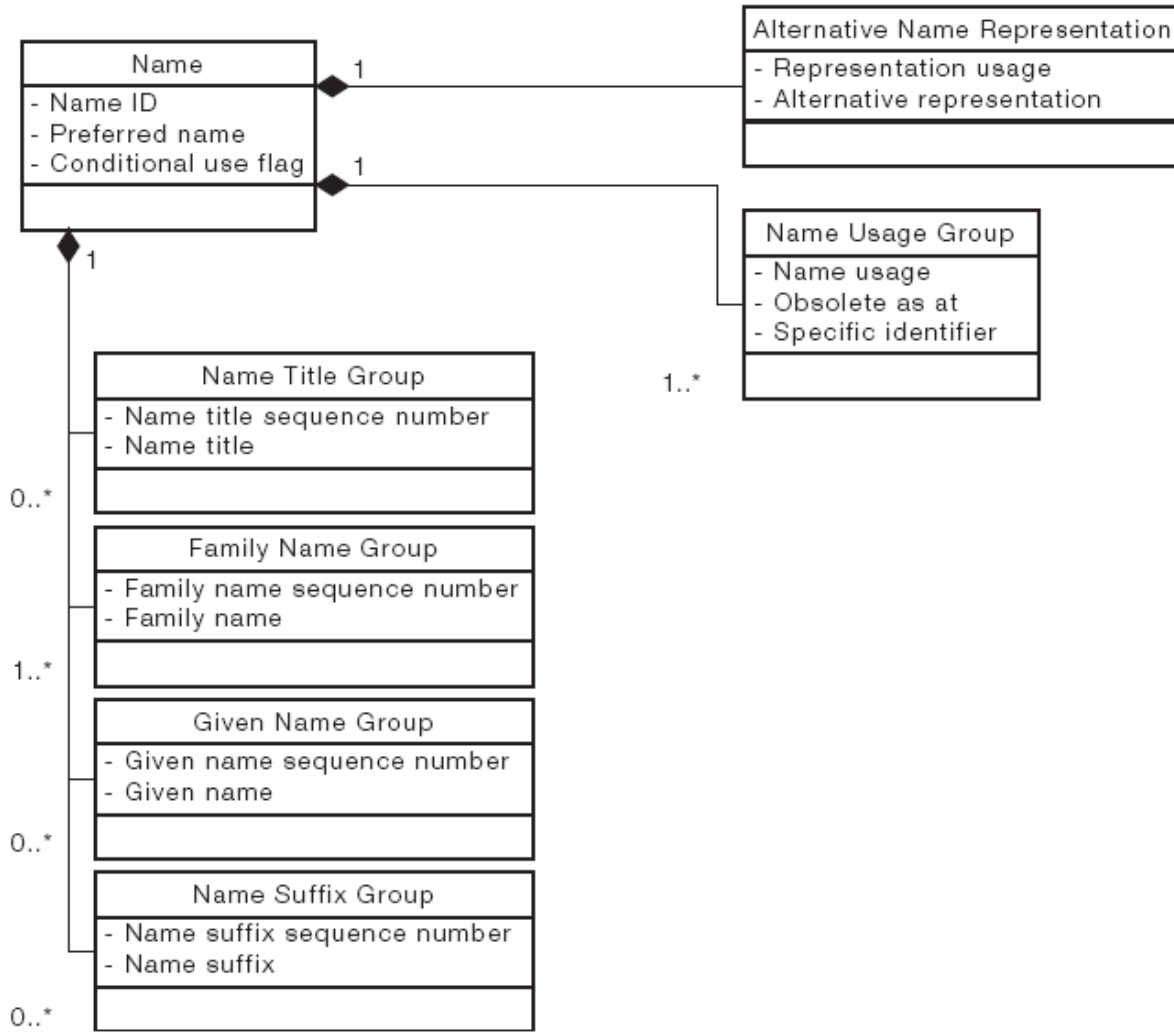 Name
- Name ID
- Preferred name
- Conditional use flag
1
1
1
Alternative Name Representation
- Representation usage
- Alternative representation
Name Usage Group
- Name usage
- Obsolete as at
- Specific identifier
1..*
Name Title Group
- Name title sequence number
- Name title
0..*
Family Name Group
- Family name sequence number
- Family name
1..*
Given Name Group
- Given name sequence number
- Given name
0..*
Name Suffix Group
- Name suffix sequence number
- Name suffix
0..*